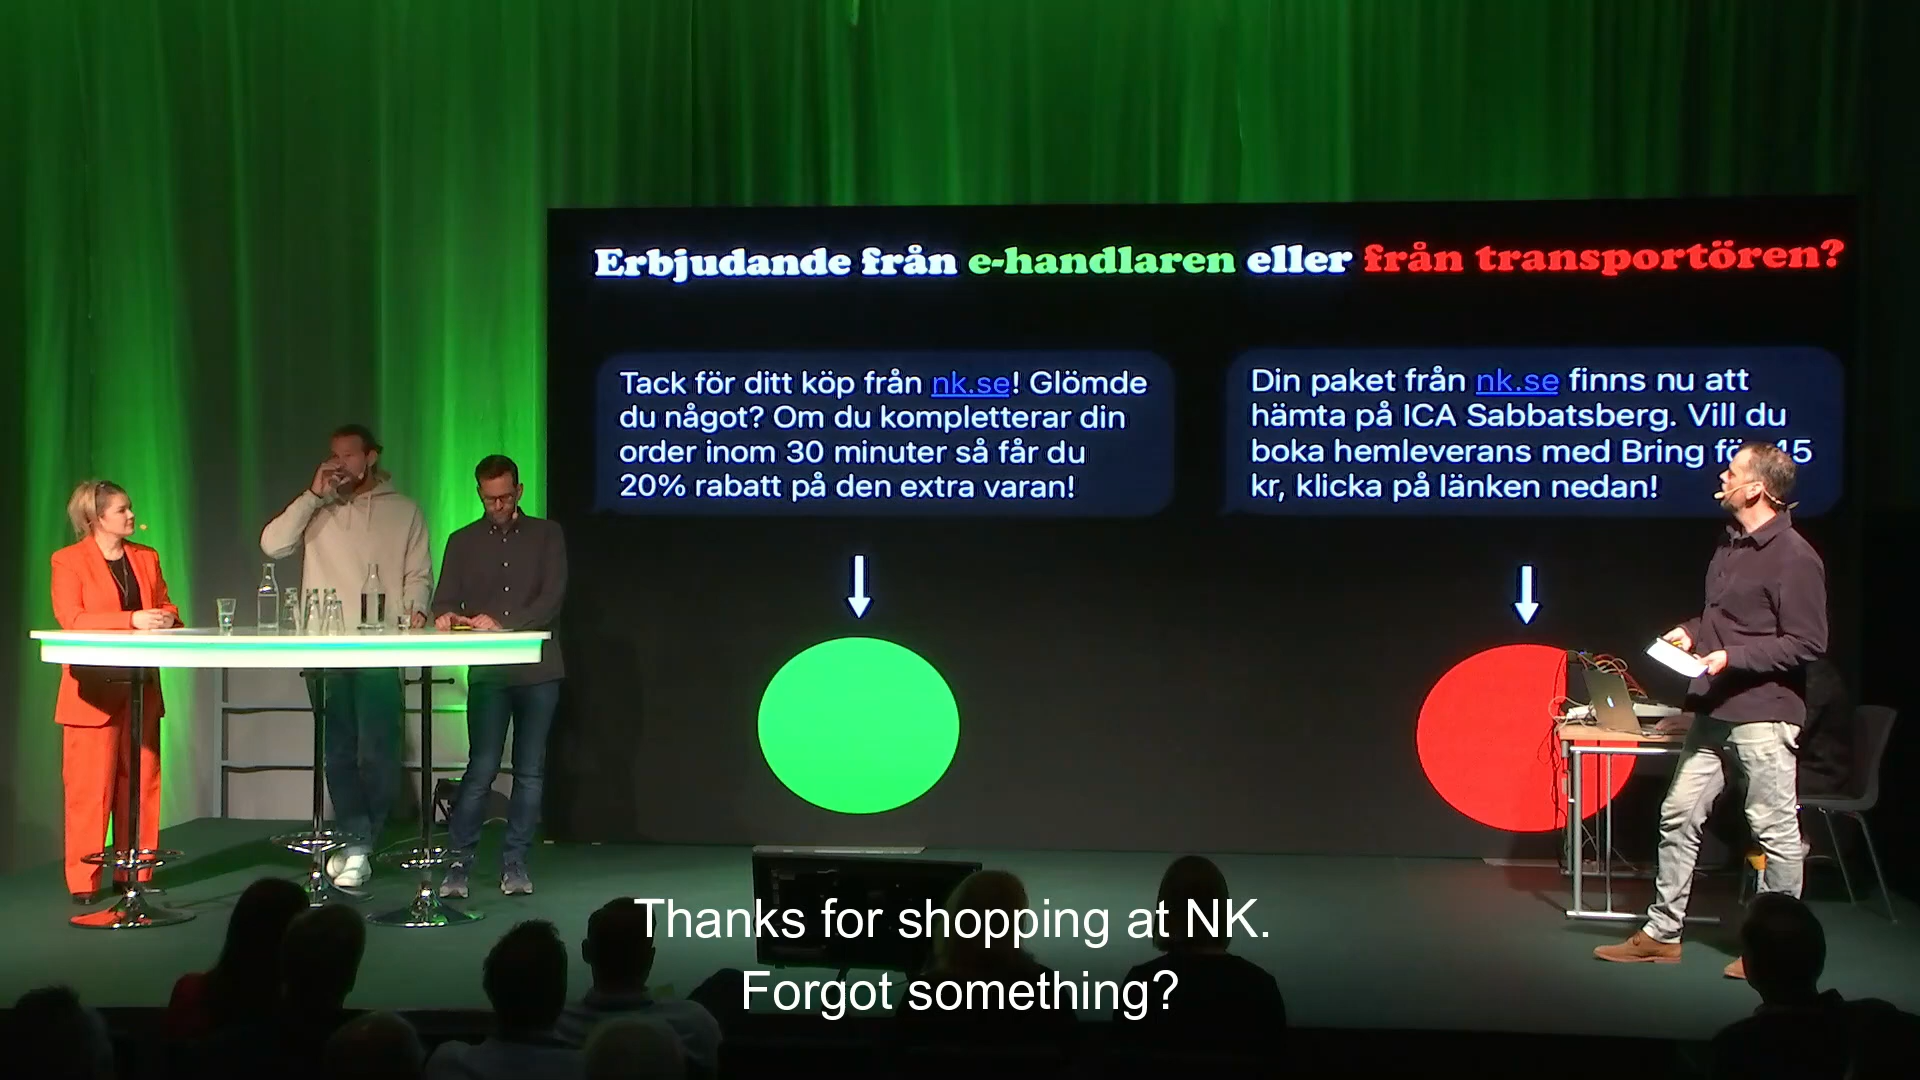 Erbjudande från e-handlaren eller från transportören?
Tack för ditt köp från nk.se! Glömde
du något? Om du kompletterar din
order inom 30 minuter så får du
20% rabatt på den extra varan!
Din paket från nk.se finns nu att
hämta på ICA Sabbatsberg. Vill du
boka hemleverans med Bring
kr, klicka på länken nedan!
Thanks for shopping at NK.
Forgot something?